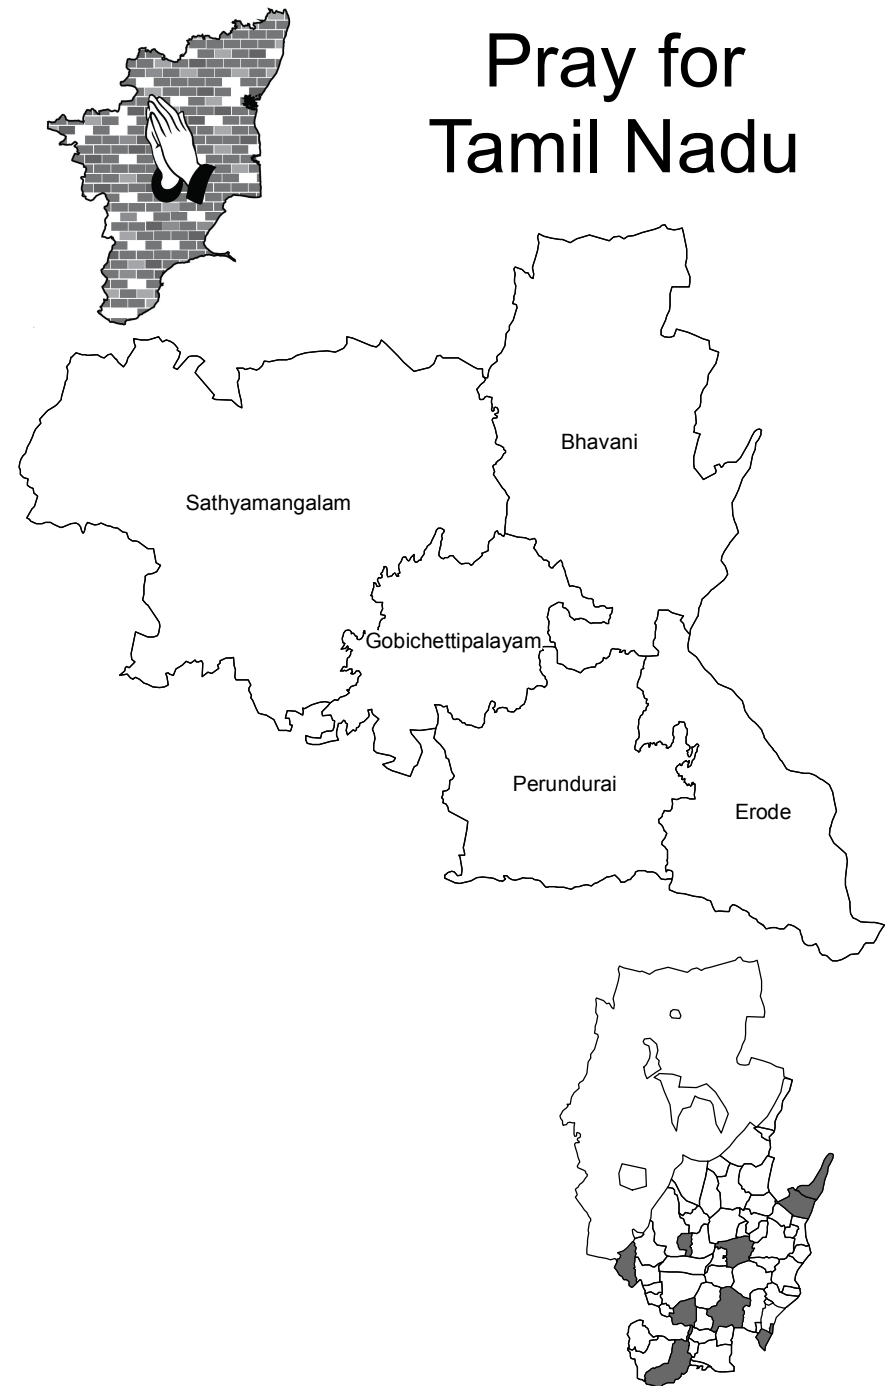 Pray for
Tamil Nadu
Bhavani
Sathyamangalam
Gobichettipalayam
Perundurai
Erode